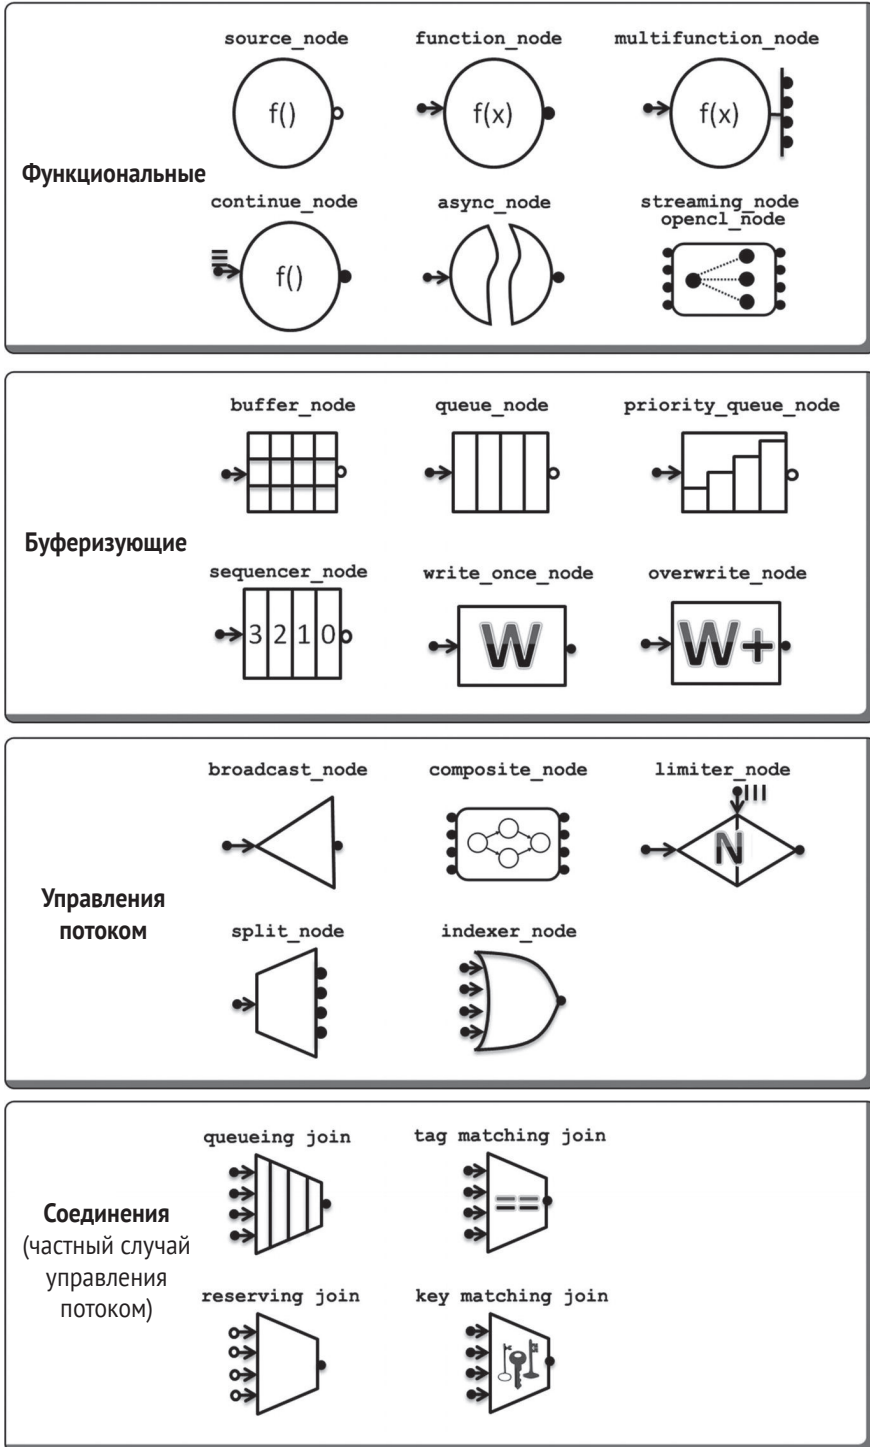 source_node function_node multifunction_node
f() f(x) f(x)
Функциональные
continue_node async_node streaming_node
opencl_node
f()
buffer_node queue_node priority_queue_node
Буферизующие
sequencer_node write_once_node overwrite_node
3 2 1 0 W W+
broadcast_node composite_node limiter_node
N
Управления
потоком
split_node indexer_node
queueing join tag matching join
==
Соединения
(частный случай
управления
потоком)
reserving join key matching join